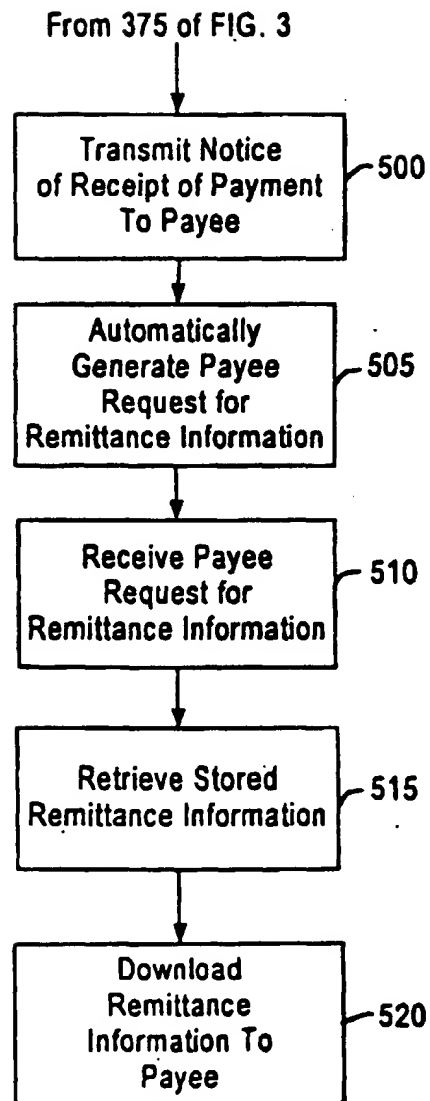 From 375 of FIG. 3
Transmit Notice
of Receipt of Payment
To Payee
500
Automatically
Generate Payee
Request for
Remittance Information
505
Receive Payee
Request for
Remittance Information
510
Retrieve Stored
Remittance Information
515
Download
Remittance
Information To
Payee
520